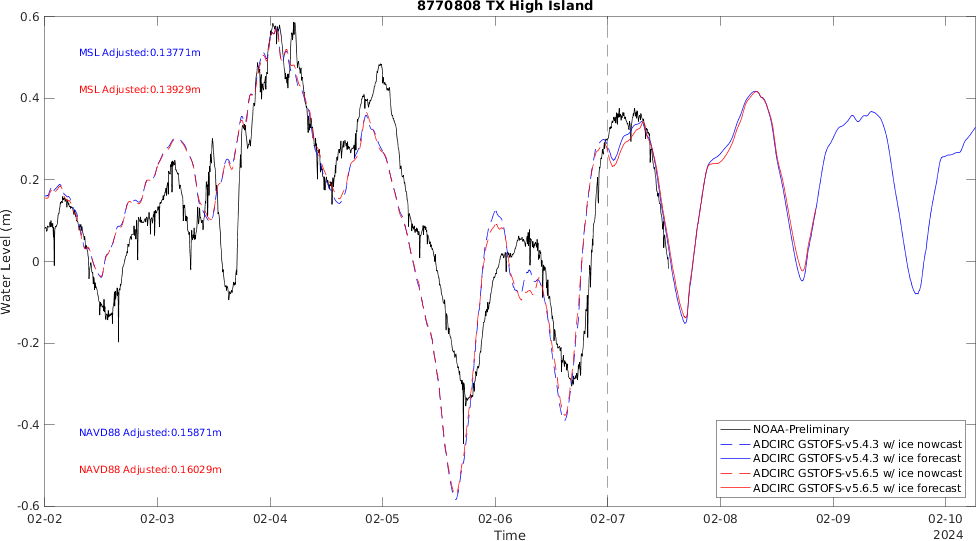 8770808 TX High Island
0.6
MSL Adjusted:0.13771m
MSL Adjusted:0.13929m
0.4
0.2
Water Level (m)
0
-0.2
-0.4
NAVD88 Adjusted:0.15871m
NAVD88 Adjusted:0.16029m
-0.6
NOAA-Preliminary
ADCIRC GSTOFS-v5.4.3 w/ ice nowcast
ADCIRC GSTOFS-v5.4.3 w/ ice forecast
ADCIRC GSTOFS-v5.6.5 w/ ice nowcast
ADCIRC GSTOFS-v5.6.5 w/ ice forecast
02-02 02-03 02-04 02-05 02-06 02-07 02-08 02-09 02-10
Time 2024